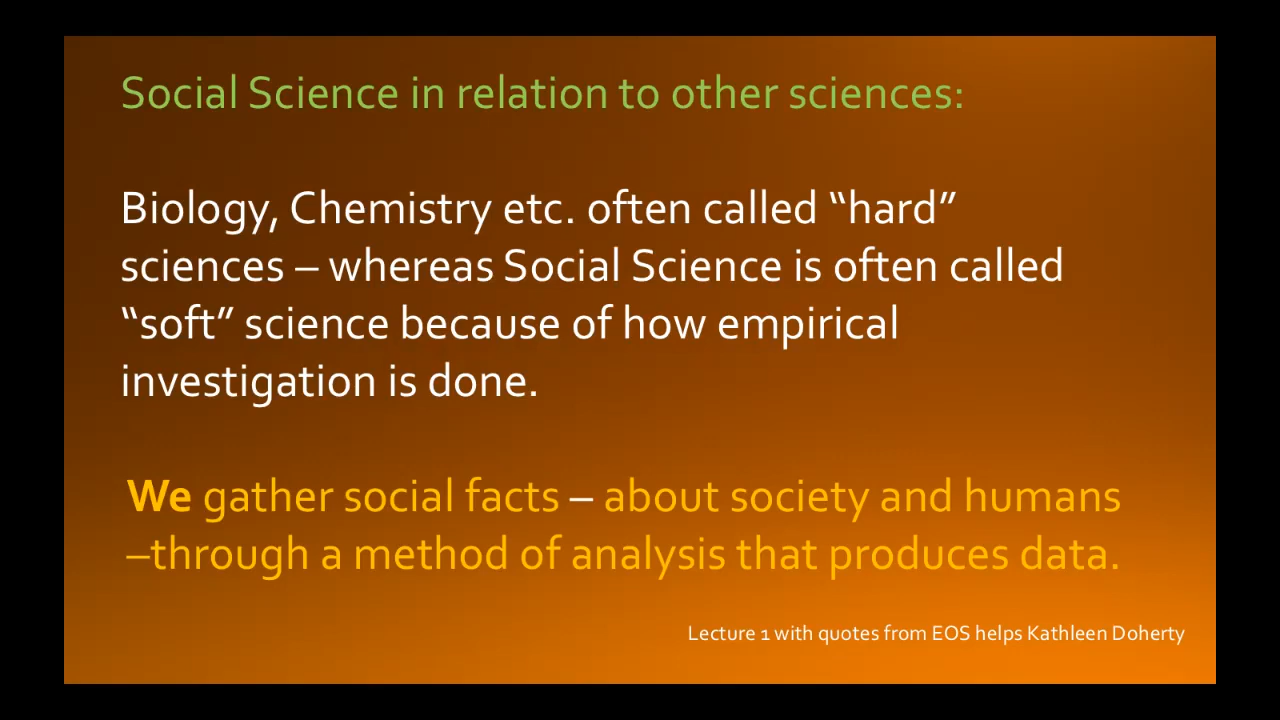 Social Science in relation to other sciences:
Biology, Chemistry etc. often called “hard”
sciences – whereas Social Science is often called
“soft” science because of how empirical
investigation is done.
We gather social facts – about society and humans
–through a method of analysis that produces data.
Lecture 1 with quotes from EOS helps Kathleen Doherty